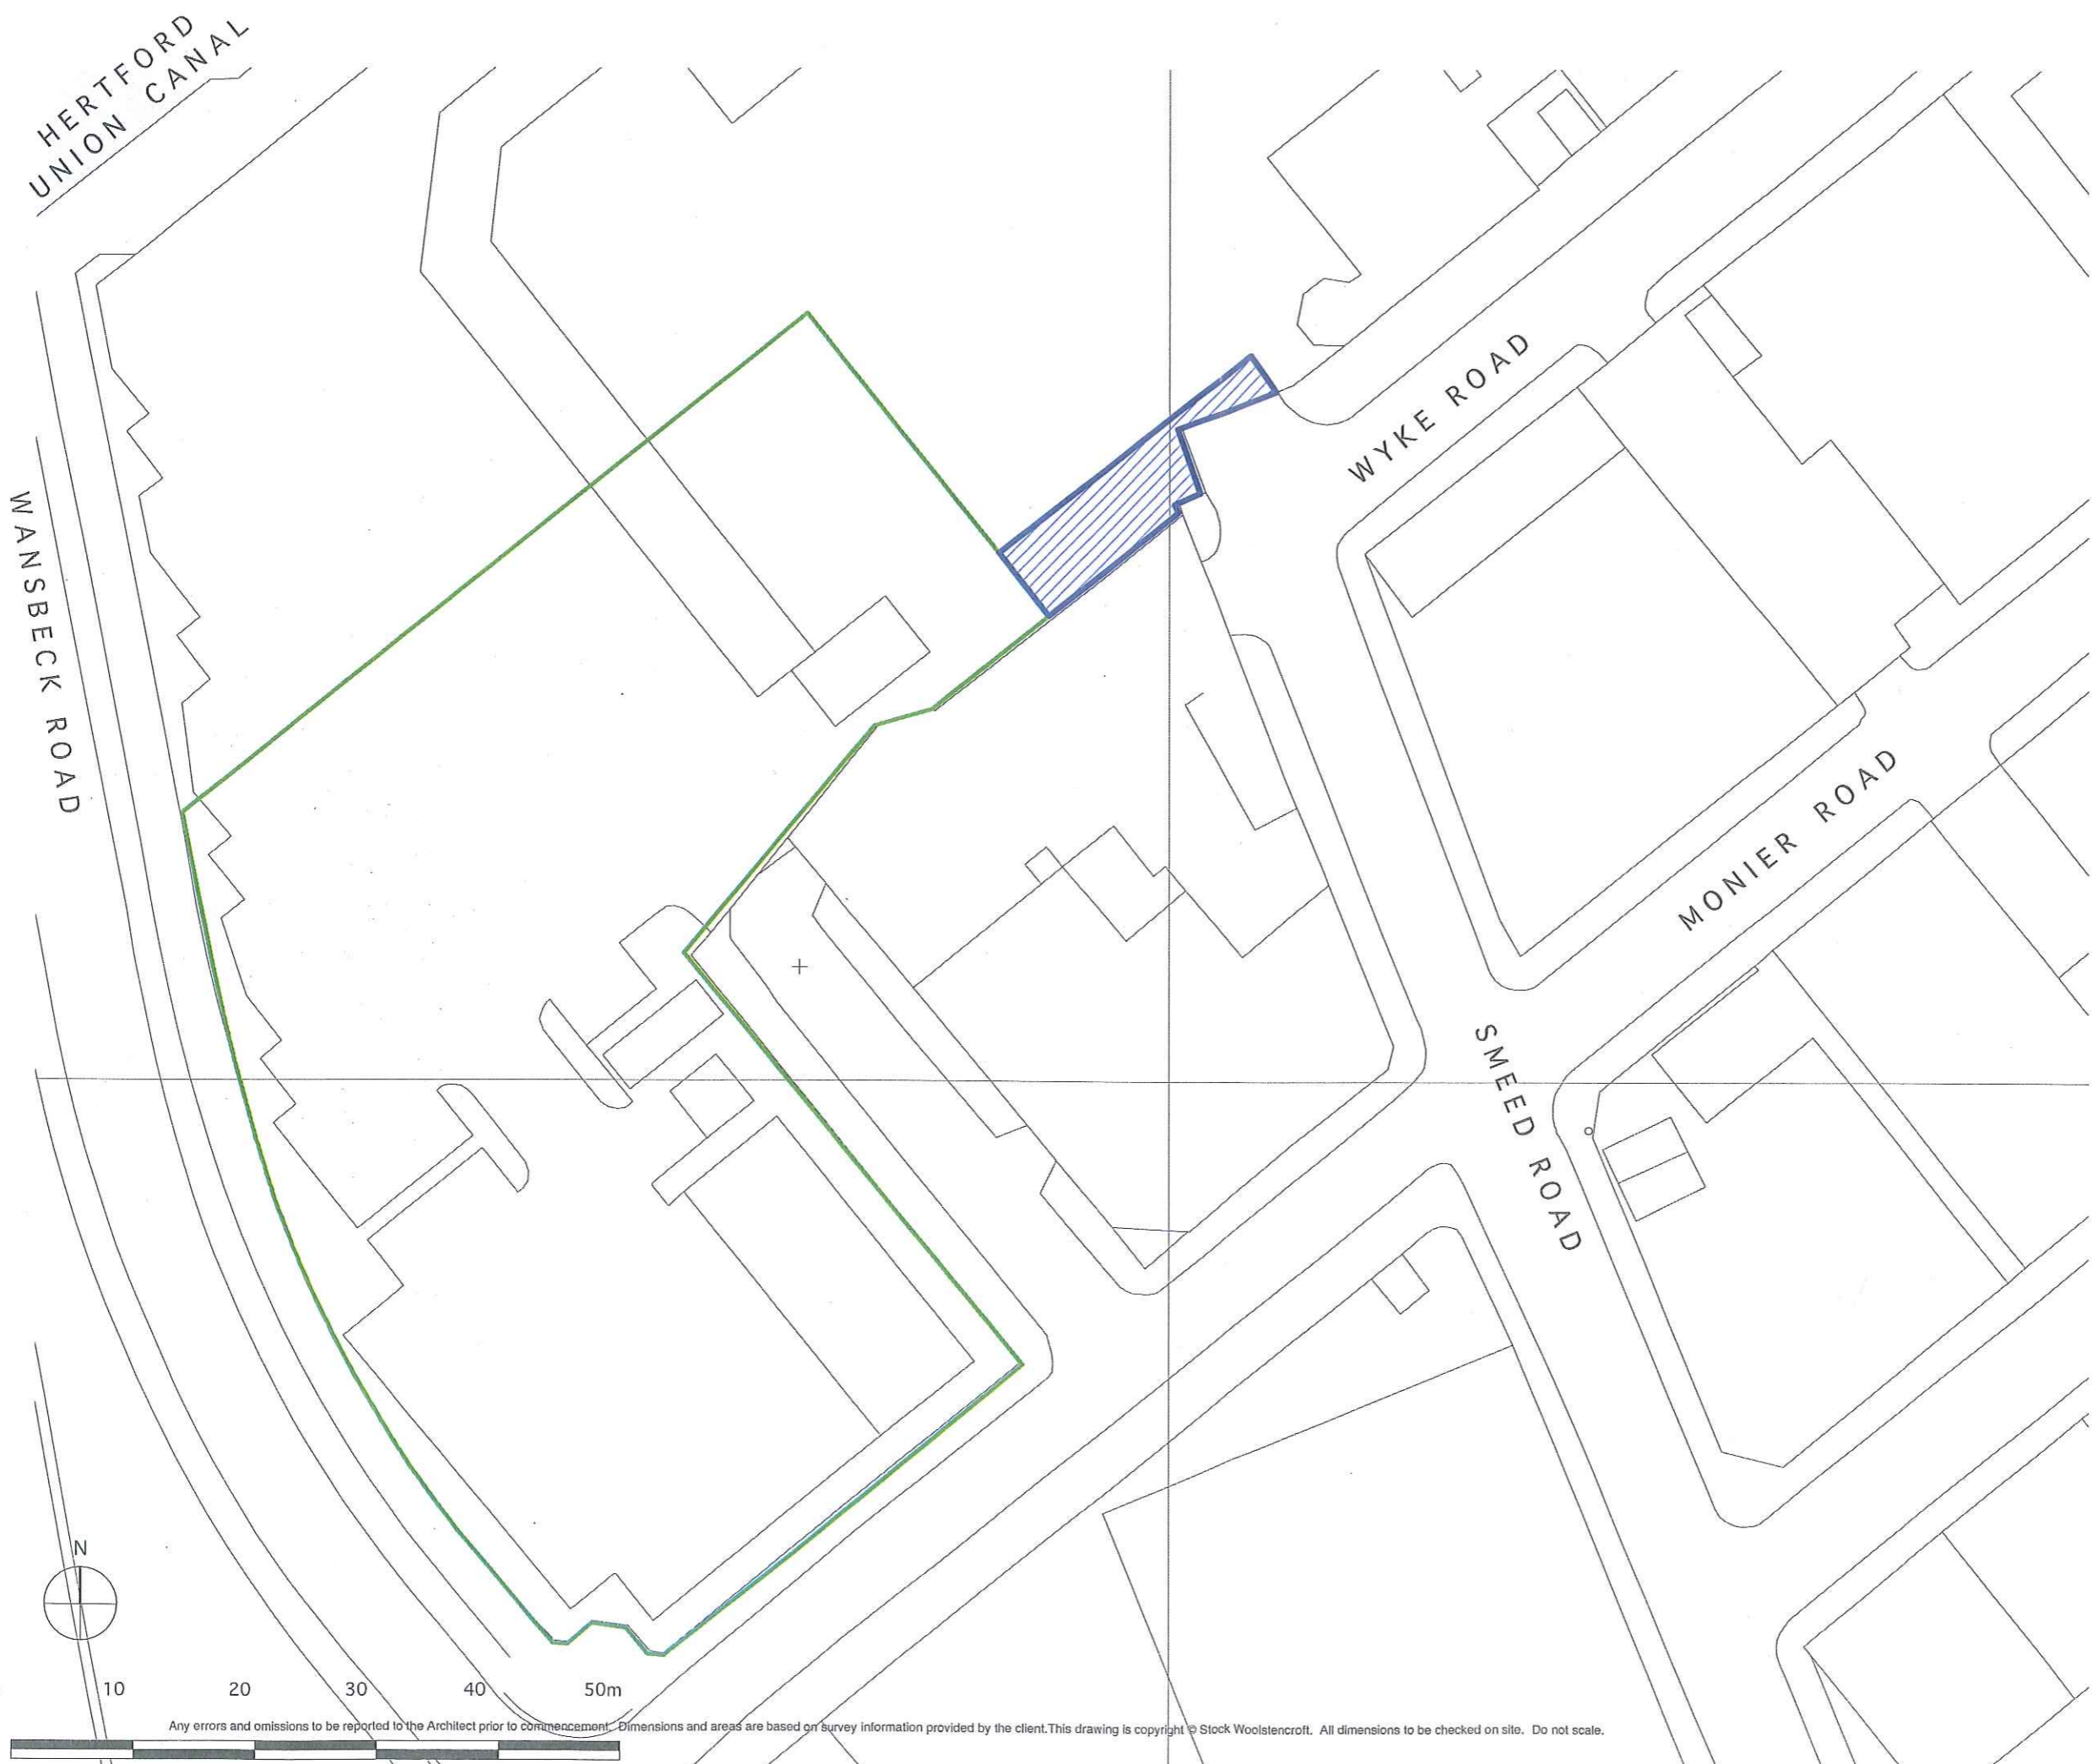 HERTFORD
UNION CANAL
WANSBECK ROAD
WYKE ROAD
MONIER ROAD
SMEED ROAD
N
10 20 30 40 50m
Any errors and omissions to be reported to the Architect prior to commencement. Dimensions and areas are based on survey information provided by the client.This drawing is copyright © Stock Woolstencroft. All dimensions to be checked on site. Do not scale.